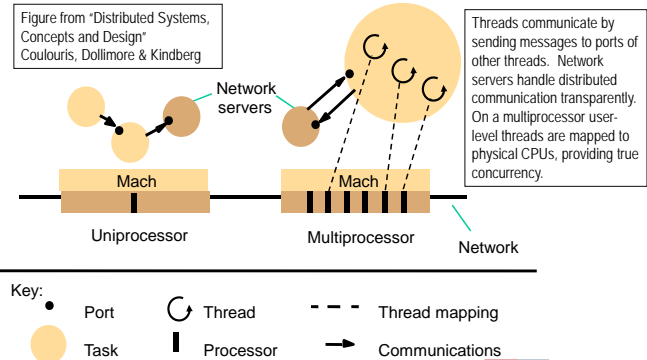 Figure from "Distributed Systems,
Concepts and Design"
Coulouris, Dollimore & Kindberg
Network
servers
Threads communicate by
sending messages to ports of
other threads. Network
servers handle distributed
communication transparently.
On a multiprocessor user-
level threads are mapped to
physical CPUs, providing true
concurrency.
Mach
Mach
Uniprocessor
Multiprocessor
Network
Key:
Port
Thread
Thread mapping
Task
Processor
Communications